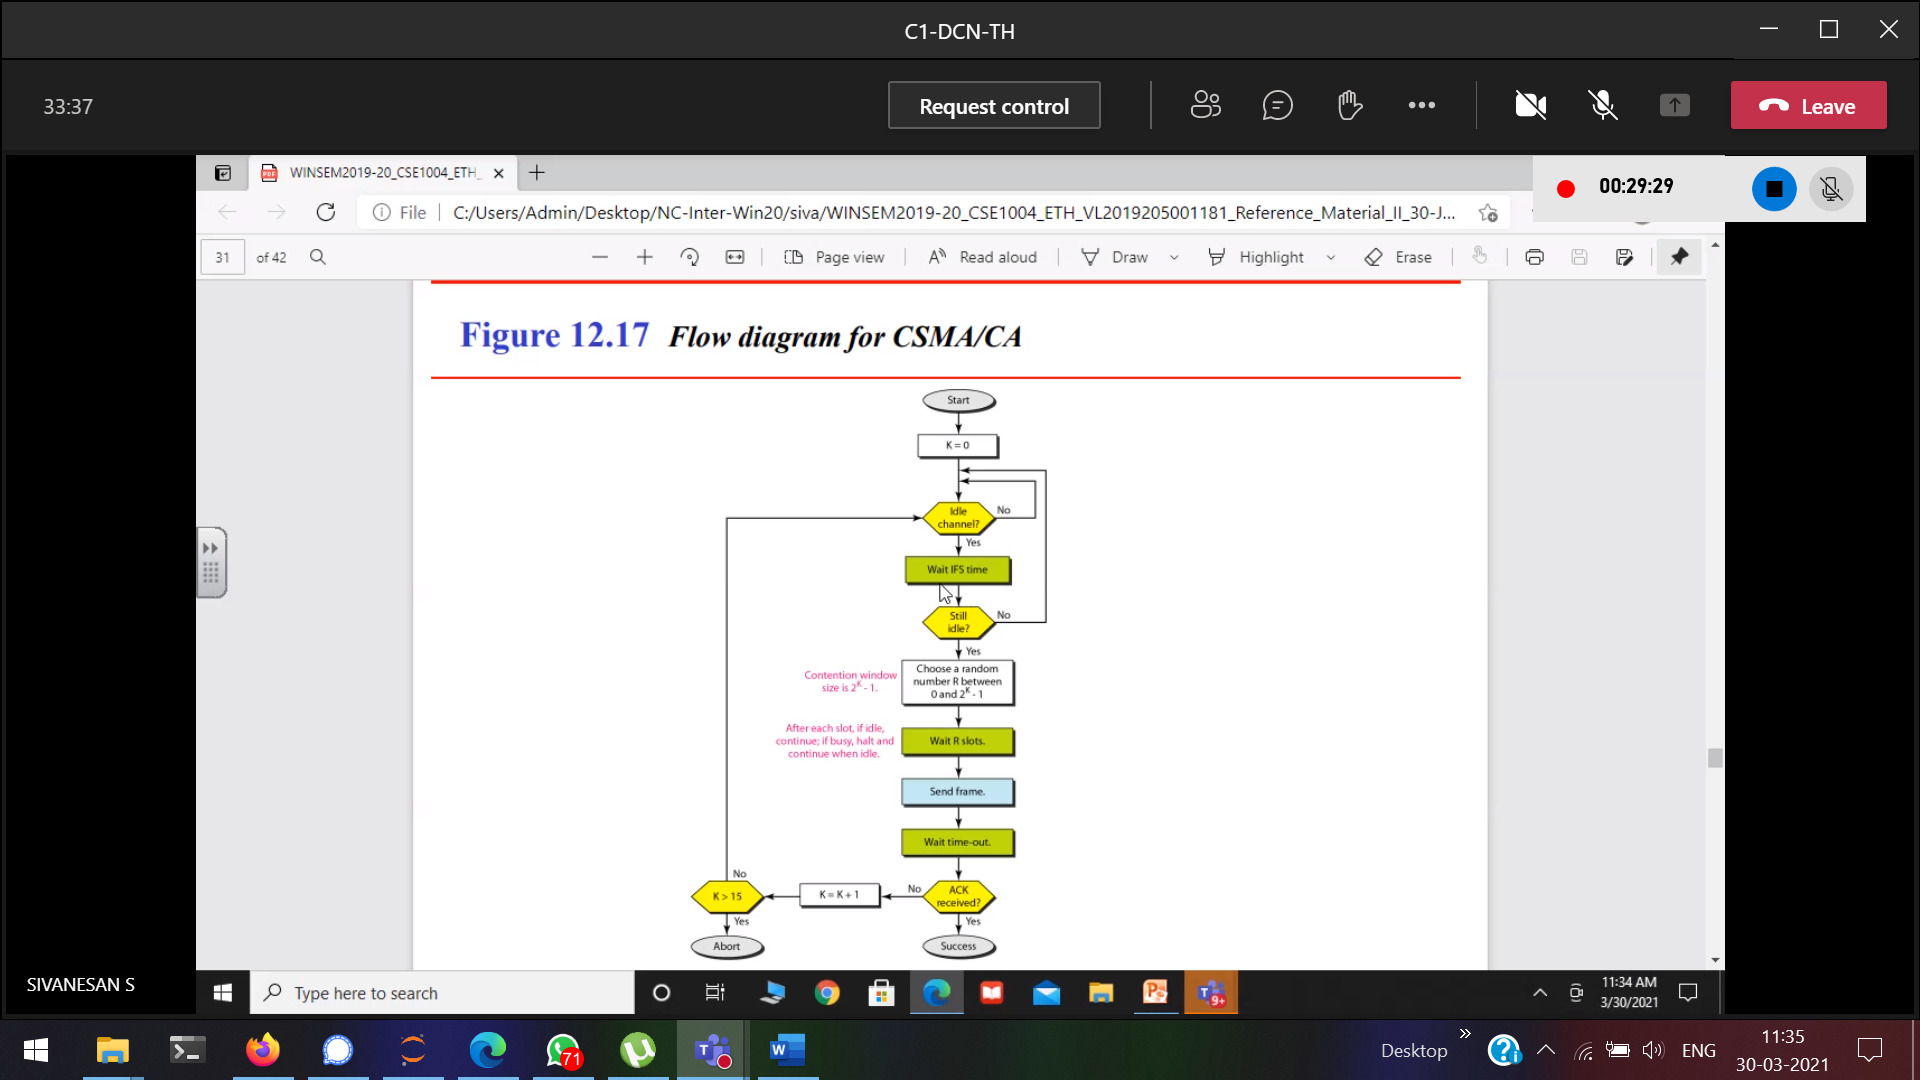 C1-DCN-TH
33:37
Request control
Leave
WINSEM2019-20_CSE1004_ETH_
00:29:29
File
C:/Users/Admin/Desktop/NC-Inter-Win20/siva/WINSEM2019-20_CSE1004_ETH_VL2019205001181_Reference_Material_II_30-J...
31 of 42
Page view
Read aloud
Draw
Highlight
Erase
Figure 12.17 Flow diagram for CSMA/CA
Start
K = 0
Idle
channel?
No
Yes
Wait IFS time
Still
idle?
No
Yes
Contention window
size is 2^K - 1.
Choose a random
number R between
0 and 2^K - 1
After each slot, if idle,
continue; if busy, halt and
continue when idle.
Wait R slots.
Send frame.
Wait time-out.
No
K > 15
K = K + 1
No
ACK
received?
Yes
Yes
Abort
Success
SIVANESAN S
Type here to search
9+
11:34 AM
3/30/2021
71
Desktop
ENG
11:35
30-03-2021